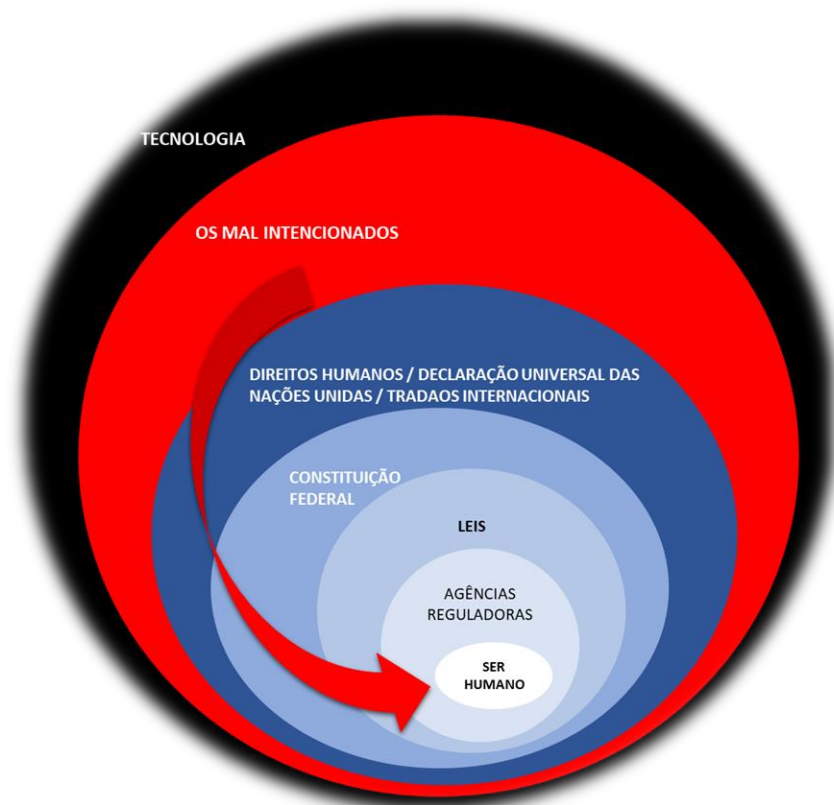 TECNOLOGIA
OS MAL INTENCIONADOS
DIREITOS HUMANOS / DECLARAÇÃO UNIVERSAL DAS
NAÇÕES UNIDAS / TRADAOS INTERNACIONAIS
CONSTITUIÇÃO
FEDERAL
LEIS
AGÊNCIAS
REGULADORAS
SER
HUMANO